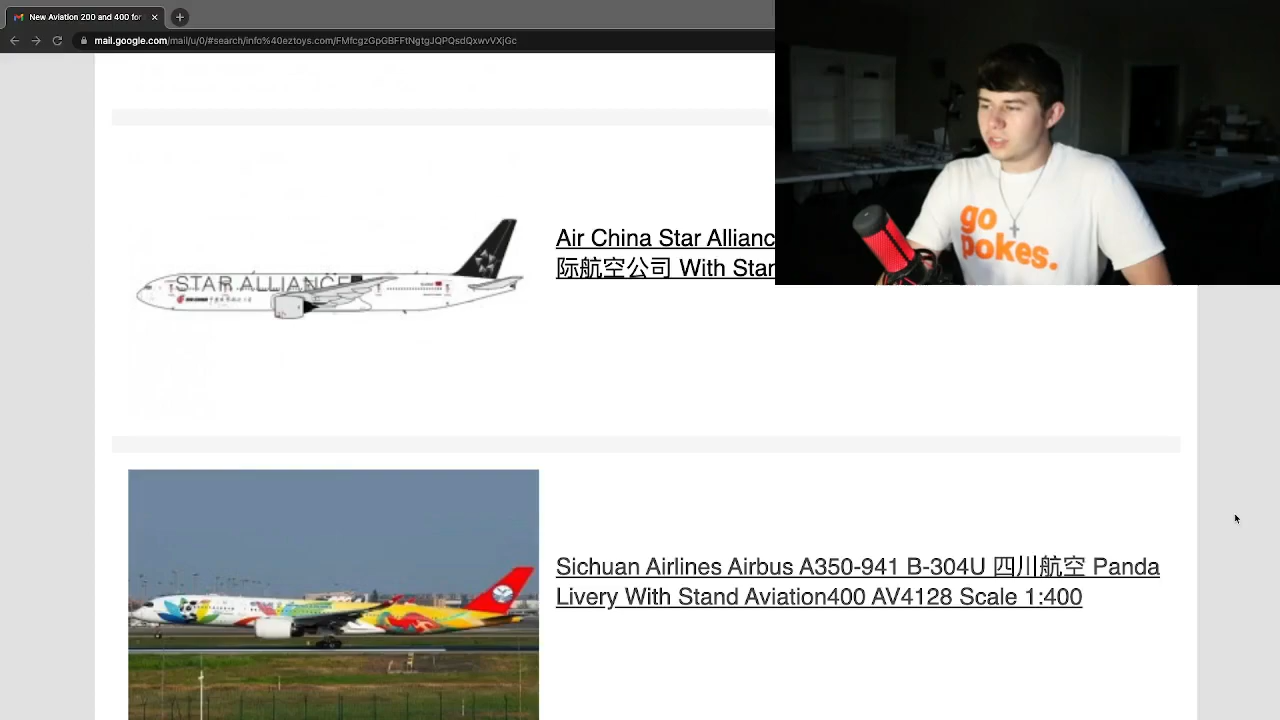 New Aviation 200 and 400 for
mail.google.com/mail/u/0/#search/info%40eztoys.com/FMfcgzGpGBFFtNgtgJQPQsdQxwvVXjGc
Air China Star Allianc
际航空公司 With Star
STAR ALLIANCE
AIR CHINA
go
pokes.
Sichuan Airlines Airbus A350-941 B-304U 四川航空 Panda
Livery With Stand Aviation400 AV4128 Scale 1:400